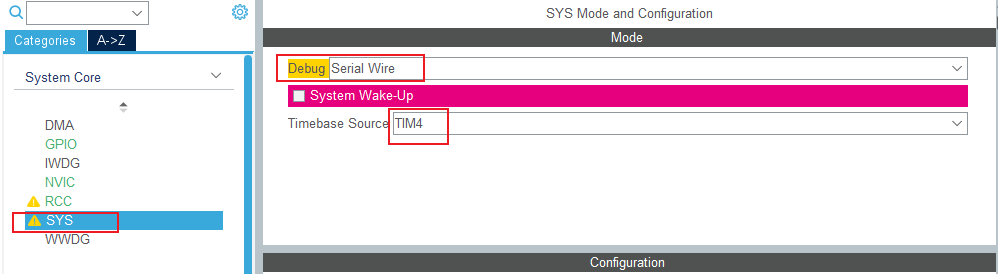 SYS Mode and Configuration
Categories A->Z
Mode
System Core
Debug Serial Wire
System Wake-Up
Timebase Source TIM4
DMA
GPIO
IWDG
NVIC
RCC
SYS
WWDG
Configuration